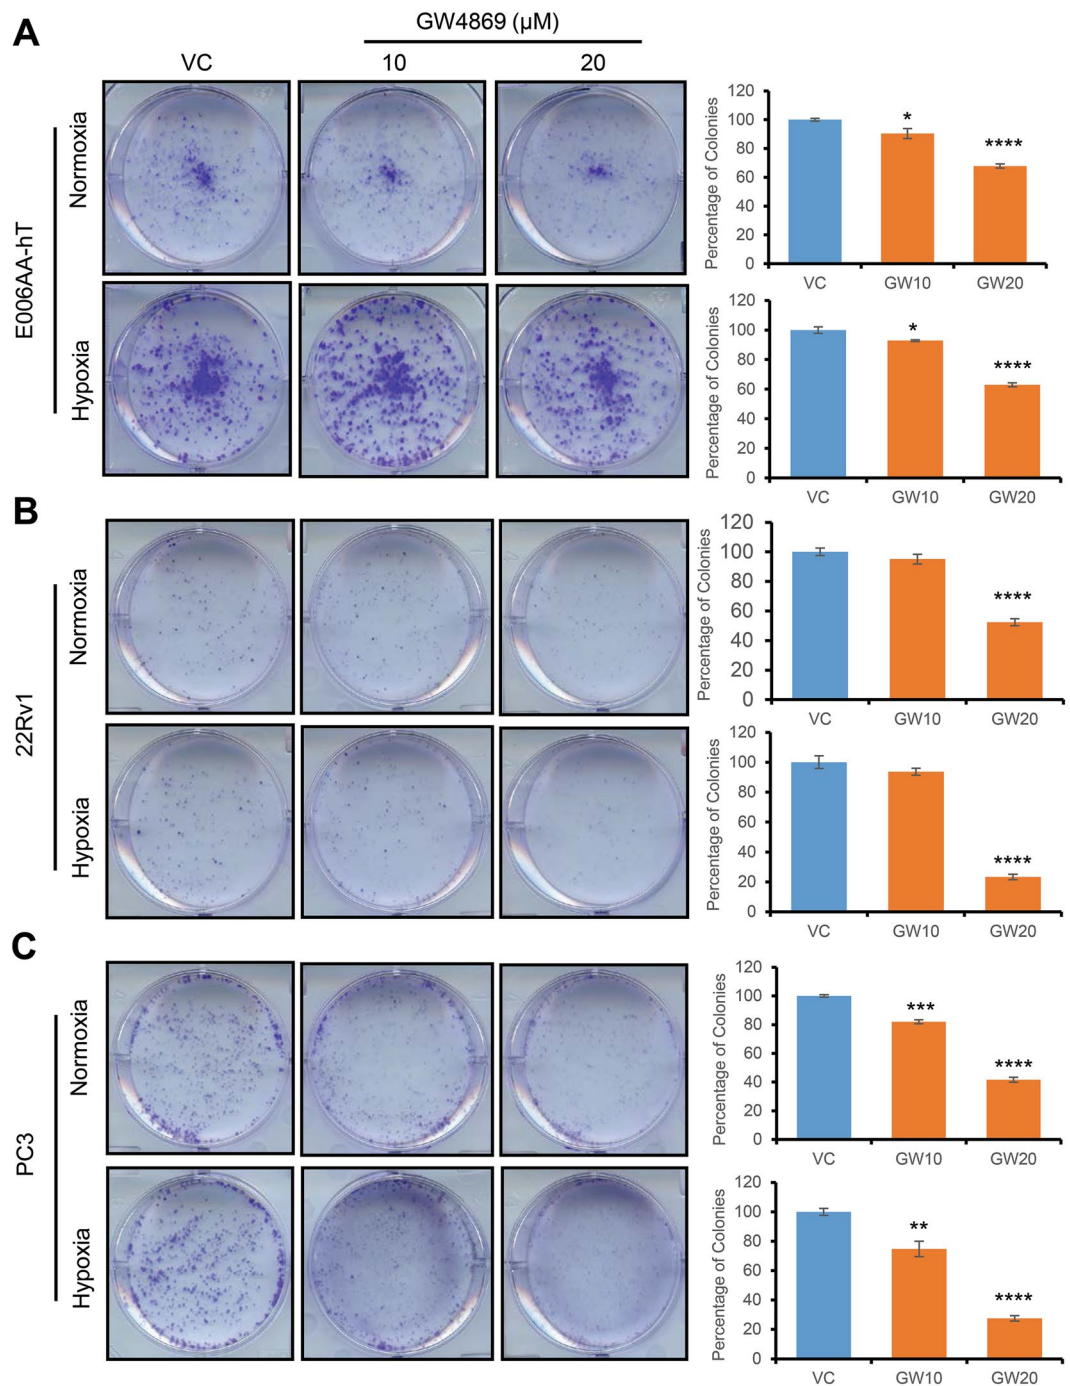 A
GW4869 (µM)
VC
10
20
E006AA-hT
Normoxia
Hypoxia
Percentage of Colonies
120
100
80
60
40
20
0
*
****
VC
GW10
GW20
Percentage of Colonies
120
100
80
60
40
20
0
*
****
VC
GW10
GW20
B
22Rv1
Normoxia
Hypoxia
Percentage of Colonies
120
100
80
60
40
20
0
****
VC
GW10
GW20
Percentage of Colonies
120
100
80
60
40
20
0
****
VC
GW10
GW20
C
PC3
Normoxia
Hypoxia
Percentage of Colonies
120
100
80
60
40
20
0
***
****
VC
GW10
GW20
Percentage of Colonies
120
100
80
60
40
20
0
**
****
VC
GW10
GW20